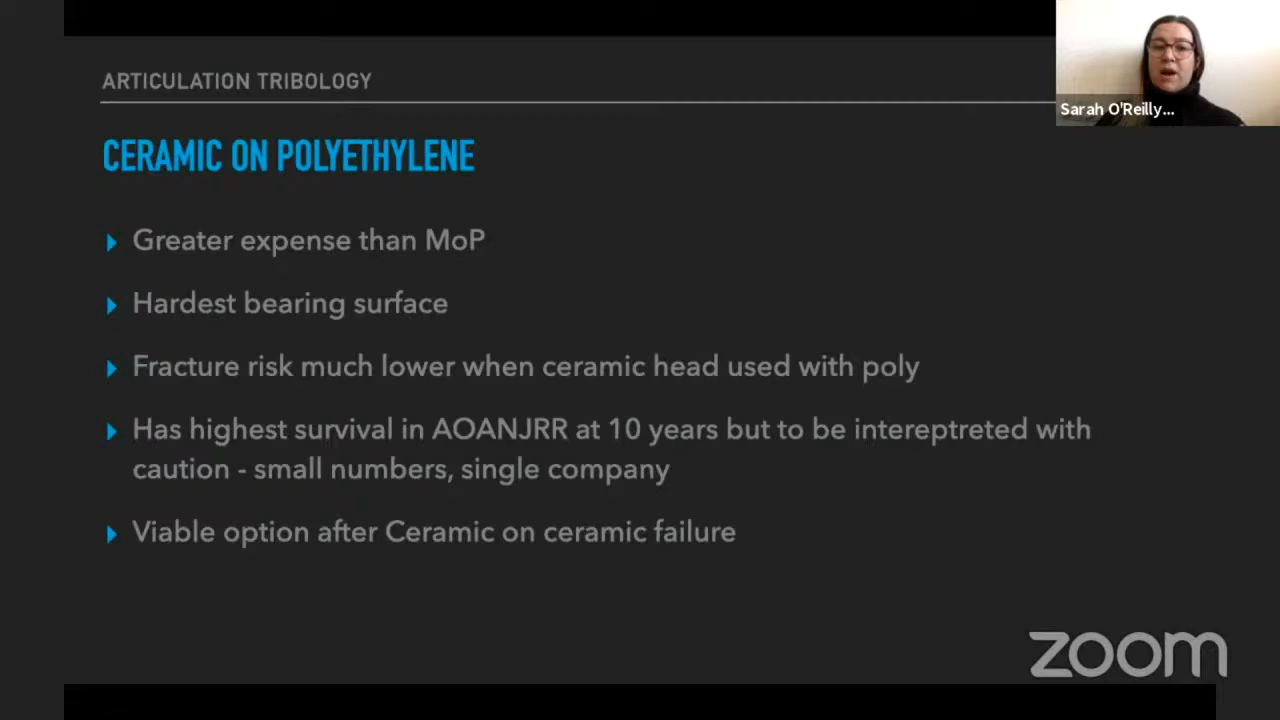 ARTICULATION TRIBOLOGY
CERAMIC ON POLYETHYLENE
Greater expense than MoP
Hardest bearing surface
Fracture risk much lower when ceramic head used with poly
Has highest survival in AOANJRR at 10 years but to be intereptreted with
caution - small numbers, single company
Viable option after Ceramic on ceramic failure
Sarah O'Reilly...
zoom